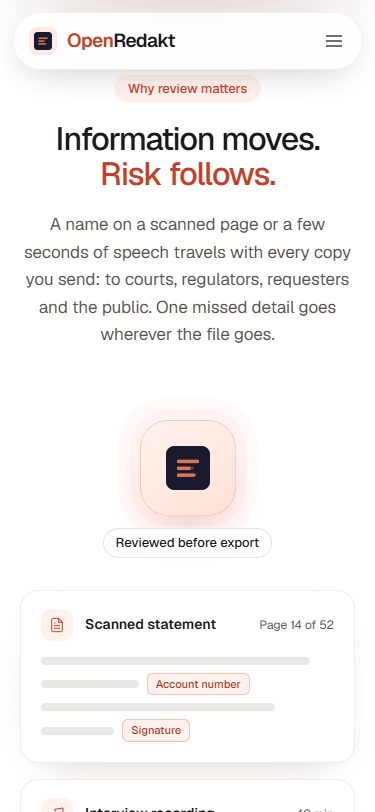 OpenRedakt
Why review matters
Information moves.
Risk follows.
A name on a scanned page or a few
seconds of speech travels with every copy
you send: to courts, regulators, requesters
and the public. One missed detail goes
wherever the file goes.
Reviewed before export
Scanned statement
Page 14 of 52
Account number
Signature
Interview recording